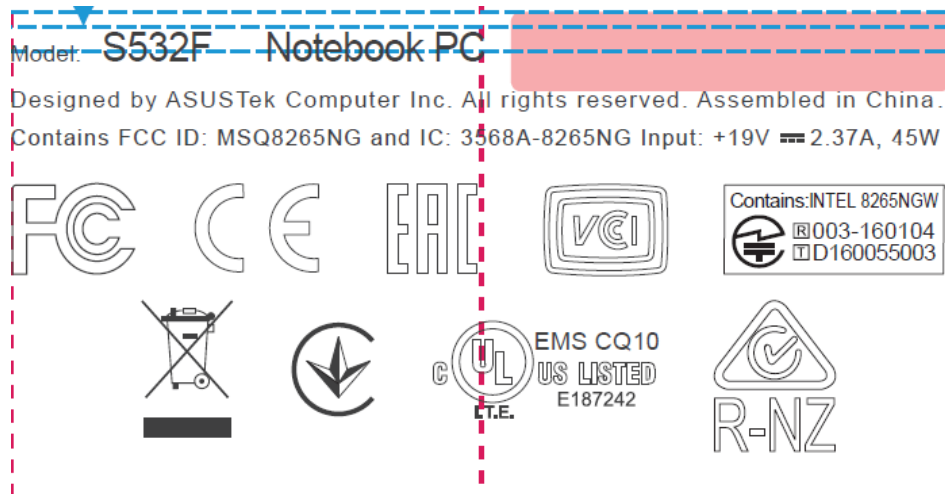 Model: S532F Notebook PC
Designed by ASUSTek Computer Inc. All rights reserved. Assembled in China.
Contains FCC ID: MSQ8265NG and IC: 3568A-8265NG Input: +19V ⎓ 2.37A, 45W
FC CE EAC VCCI
Contains:INTEL 8265NGW
R 003-160104
T D160055003
C UL US LISTED
EMS CQ10
E187242
I.T.E.
R-NZ